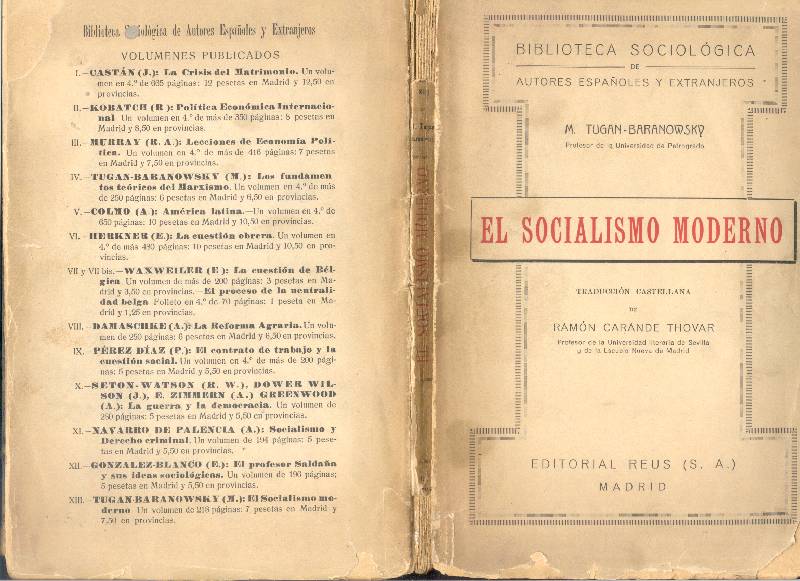 Biblioteca Sociológica de Autores Españoles y Extranjeros
VOLUMENES PUBLICADOS
I.—CASTÁN (J.): La Crisis del Matrimonio. Un volu-
men en 4.º de 635 páginas: 12 pesetas en Madrid y 12,50 en
provincias.
II.—KOBATCH (R.): Política Económica Internacio-
nal Un volumen en 4.º de más de 350 páginas: 8 pesetas en
Madrid y 8,50 en provincias.
III.—MURRAY (R. A.): Lecciones de Economía Polí-
tica. Un volumen en 4.º de más de 416 páginas: 7 pesetas
en Madrid y 7,50 en provincias.
IV.—TUGAN-BARANOWSKY (M.): Los fundamen
tos teóricos del Marxismo. Un volumen en 4.º de más
de 250 páginas: 6 pesetas en Madrid y 6,50 en provincias.
V.—COLMO (A.): América latina.—Un volumen en 4.º de
650 páginas: 10 pesetas en Madrid y 10,50 en provincias.
VI.—HERKNER (E.): La cuestión obrera. Un volumen en
4.º de más de 480 páginas: 10 pesetas en Madrid y 10,50 en pro-
vincias.
VII y VII bis.—WAXWEILER (E): La cuestión de Bél-
gica Un volumen de más de 200 páginas: 3 pesetas en Ma-
drid y 3,50 en provincias.—El proceso de la neutrali-
dad belga Folleto en 4.º de 70 páginas: 1 peseta en Ma-
drid y 1,25 en provincias.
VIII.—DAMASCHKE (A.): La Reforma Agraria. Un volu-
men de 250 páginas: 6 pesetas en Madrid y 6,50 en provincias.
IX.—PÉREZ DÍAZ (P.): El contrato de trabajo y la
cuestión social. Un volumen en 4.º de más de 200 pági-
nas: 5 pesetas en Madrid y 5,50 en provincias.
X.—SETON-WATSON (R. W.), DOWER WIL-
SON (J.), E. ZIMMERN (A.) GREENWOOD
(A.): La guerra y la democracia. Un volumen de
250 páginas: 5 pesetas en Madrid y 5,50 en provincias.
XI.—NAVARRO DE PALENCIA (A.): Socialismo y
Derecho criminal. Un volumen de 194 páginas: 5 pese-
tas en Madrid y 5,50 en provincias.
XII.—GONZALEZ-BLANCO (E.): El profesor Saldaña
y sus ideas sociológicas. Un volumen de 196 páginas;
5 pesetas en Madrid y 5,50 en provincias.
XIII.—TUGAN-BARANOWSKY (M.): El Socialismo mo-
derno Un volumen de 218 páginas: 7 pesetas en Madrid y
7,50 en provincias.
EL SOCIALISMO MODERNO
BIBLIOTECA SOCIOLÓGICA
DE
AUTORES ESPAÑOLES Y EXTRANJEROS
M. TUGAN-BARANOWSKY
Profesor de la Universidad de Petrogrado
EL SOCIALISMO MODERNO
TRADUCCIÓN CASTELLANA
DE
RAMÓN CARANDE THOVAR
Profesor de la Universidad literaria de Sevilla
y de la Escuela Nueva de Madrid
EDITORIAL REUS (S. A.)
MADRID